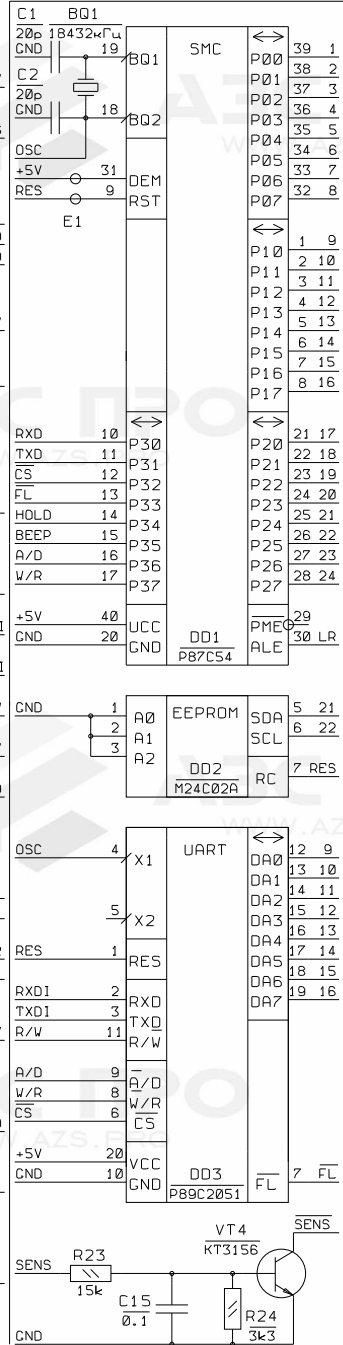 C1 BQ1
20p 18432кГц
GND 19 BQ1 SMC ↔ P00 39 1
P01 38 2
C2 P02 37 3
20p P03 36 4
GND 18 BQ2 P04 35 5
OSC P05 34 6
+5V 31 DEM P06 33 7
RES 9 RST P07 32 8
E1
↔
P10 1 9
P11 2 10
P12 3 11
P13 4 12
P14 5 13
P15 6 14
P16 7 15
P17 8 16
↔ ↔
RXD 10 P30 P20 21 17
TXD 11 P31 P21 22 18
C̅S̅ 12 P32 P22 23 19
F̅L̅ 13 P33 P23 24 20
HOLD 14 P34 P24 25 21
BEEP 15 P35 P25 26 22
A/D 16 P36 P26 27 23
W/R 17 P37 P27 28 24
+5V 40 UCC P̅M̅E̅ 29
GND 20 GND DD1 ALE 30 LR
P87C54
GND 1 A0 EEPROM SDA 5 21
2 A1 SCL 6 22
3 A2 DD2 RC 7 RES
M24C02A
OSC 4 X1 UART ↔ DA0 12 9
DA1 13 10
DA2 14 11
5 X2 DA3 15 12
DA4 16 13
RES 1 RES DA5 17 14
DA6 18 15
RXDI 2 RXD DA7 19 16
TXDI 3 TXD
R/W 11 R/W̅
A/D 9 A̅/D
W/R 8 W̅/R
C̅S̅ 6 C̅S̅
+5V 20 VCC
GND 10 GND DD3 F̅L̅ 7 F̅L̅
P89C2051
VT4 S̅E̅N̅S̅
КТ3156
SENS R23
15k
C15
0.1
R24
3k3
GND
АЗС ПРО
WWW.AZS.PRO